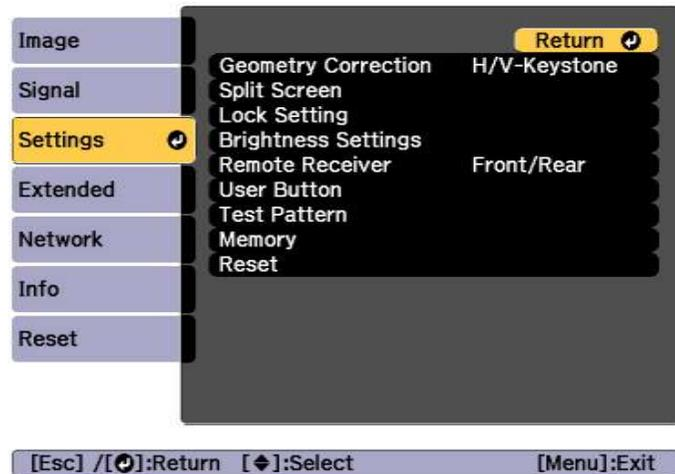 Image
Signal
Settings
Extended
Network
Info
Reset
Return
Geometry Correction H/V-Keystone
Split Screen
Lock Setting
Brightness Settings
Remote Receiver Front/Rear
User Button
Test Pattern
Memory
Reset
[Esc] /[⏎]:Return [◆]:Select [Menu]:Exit